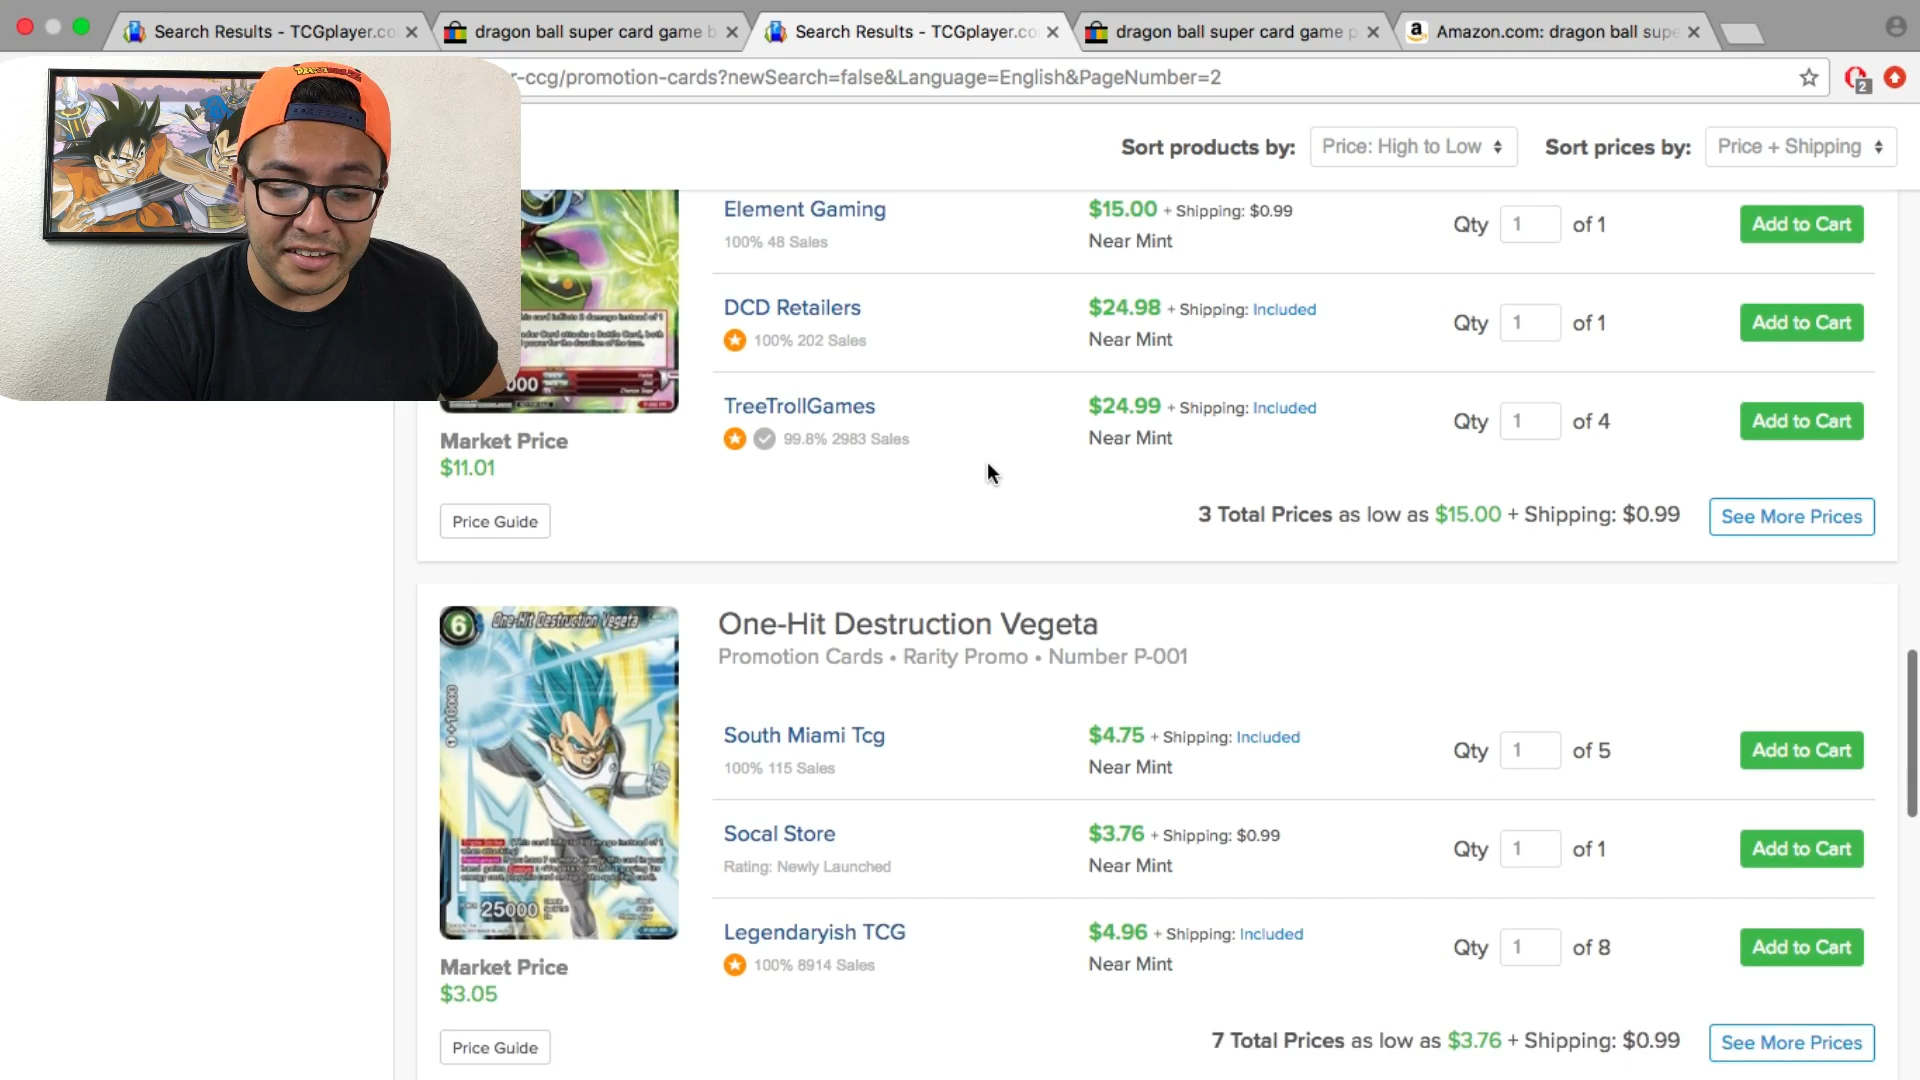 Search Results - TCGplayer.co
dragon ball super card game b
Search Results - TCGplayer.co
dragon ball super card game p
Amazon.com: dragon ball supe
r-ccg/promotion-cards?newSearch=false&Language=English&PageNumber=2
2
Sort products by: Price: High to Low Sort prices by: Price + Shipping
Element Gaming $15.00 + Shipping: $0.99 Qty 1 of 1 Add to Cart
100% 48 Sales Near Mint
DCD Retailers $24.98 + Shipping: Included Qty 1 of 1 Add to Cart
100% 202 Sales Near Mint
TreeTrollGames $24.99 + Shipping: Included Qty 1 of 4 Add to Cart
99.8% 2983 Sales Near Mint
Market Price
$11.01
Price Guide
3 Total Prices as low as $15.00 + Shipping: $0.99 See More Prices
6 One-Hit Destruction Vegeta
+10000
25000
One-Hit Destruction Vegeta
Promotion Cards • Rarity Promo • Number P-001
South Miami Tcg $4.75 + Shipping: Included Qty 1 of 5 Add to Cart
100% 115 Sales Near Mint
Socal Store $3.76 + Shipping: $0.99 Qty 1 of 1 Add to Cart
Rating: Newly Launched Near Mint
Legendaryish TCG $4.96 + Shipping: Included Qty 1 of 8 Add to Cart
100% 8914 Sales Near Mint
Market Price
$3.05
Price Guide
7 Total Prices as low as $3.76 + Shipping: $0.99 See More Prices